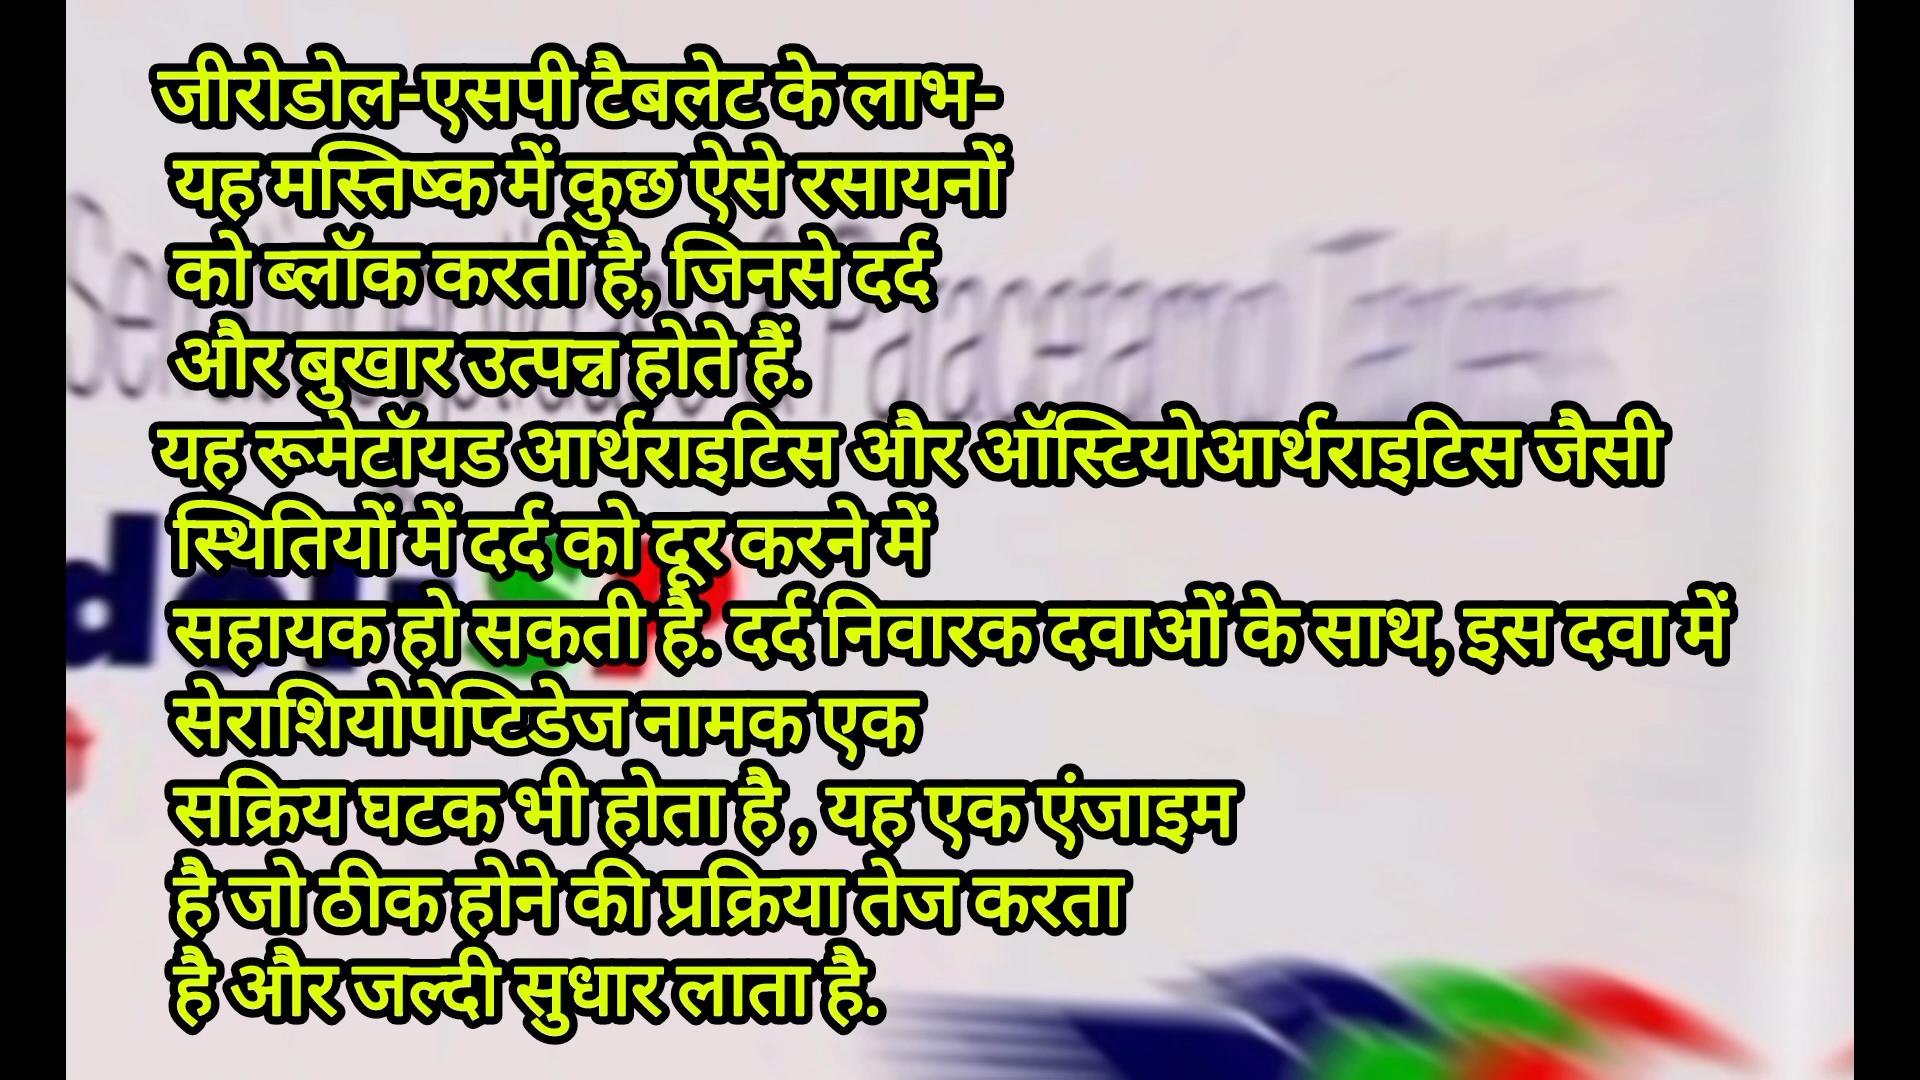 जीरोडोल-एसपी टैबलेट के लाभ-
यह मस्तिष्क में कुछ ऐसे रसायनों
को ब्लॉक करती है, जिनसे दर्द
और बुखार उत्पन्न होते हैं.
यह रूमेटॉयड आर्थराइटिस और ऑस्टियोआर्थराइटिस जैसी
स्थितियों में दर्द को दूर करने में
सहायक हो सकती है. दर्द निवारक दवाओं के साथ, इस दवा में
सेराशियोपेप्टिडेज नामक एक
सक्रिय घटक भी होता है , यह एक एंजाइम
है जो ठीक होने की प्रक्रिया तेज करता
है और जल्दी सुधार लाता है.